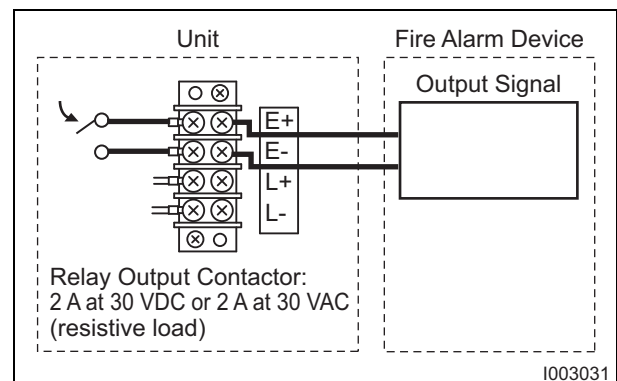 Unit
Fire Alarm Device
Output Signal
E+
E-
L+
L-
Relay Output Contactor:
2 A at 30 VDC or 2 A at 30 VAC
(resistive load)
I003031